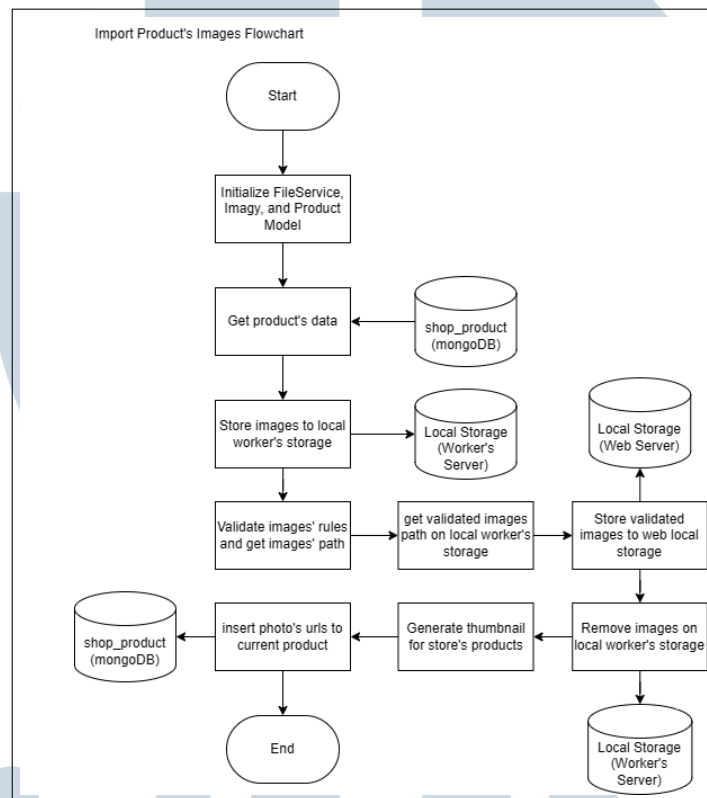 Import Product's Images Flowchart
Start
Initialize FileService,
Imagy, and Product
Model
Get product's data
shop_product
(mongoDB)
Store images to local
worker's storage
Local Storage
(Worker's
Server)
Local Storage
(Web Server)
Validate images' rules
and get images' path
get validated images
path on local worker's
storage
Store validated
images to web local
storage
shop_product
(mongoDB)
insert photo's urls to
current product
Generate thumbnail
for store's products
Remove images on
local worker's storage
End
Local Storage
(Worker's
Server)